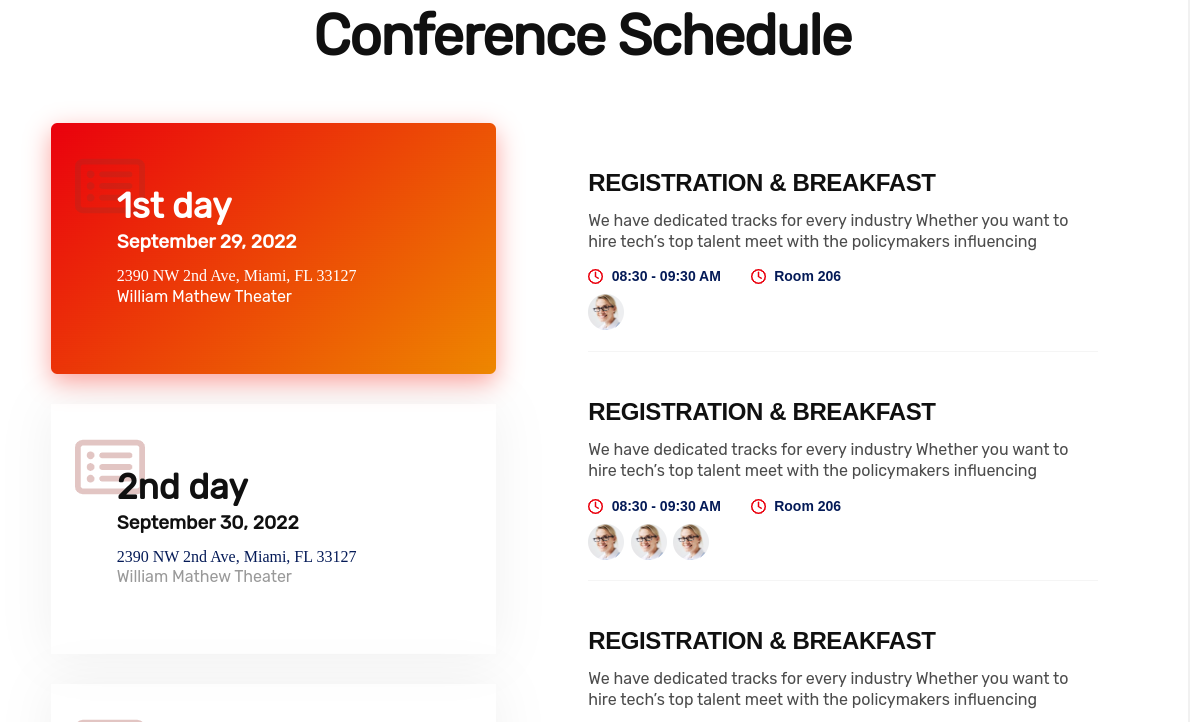 Conference Schedule
1st day
September 29, 2022
2390 NW 2nd Ave, Miami, FL 33127
William Mathew Theater
2nd day
September 30, 2022
2390 NW 2nd Ave, Miami, FL 33127
William Mathew Theater
REGISTRATION & BREAKFAST
We have dedicated tracks for every industry Whether you want to
hire tech’s top talent meet with the policymakers influencing
08:30 - 09:30 AM Room 206
REGISTRATION & BREAKFAST
We have dedicated tracks for every industry Whether you want to
hire tech’s top talent meet with the policymakers influencing
08:30 - 09:30 AM Room 206
REGISTRATION & BREAKFAST
We have dedicated tracks for every industry Whether you want to
hire tech’s top talent meet with the policymakers influencing